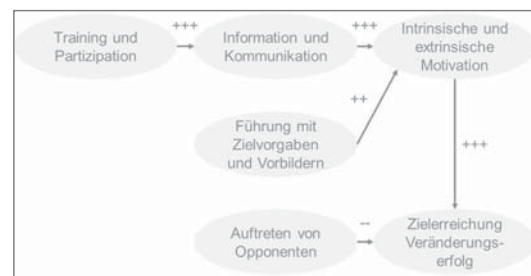 Training und
Partizipation
+++
Information und
Kommunikation
+++
Intrinsische und
extrinsische
Motivation
++
Führung mit
Zielvorgaben
und Vorbildern
+++
Auftreten von
Opponenten
--
Zielerreichung
Veränderungs-
erfolg